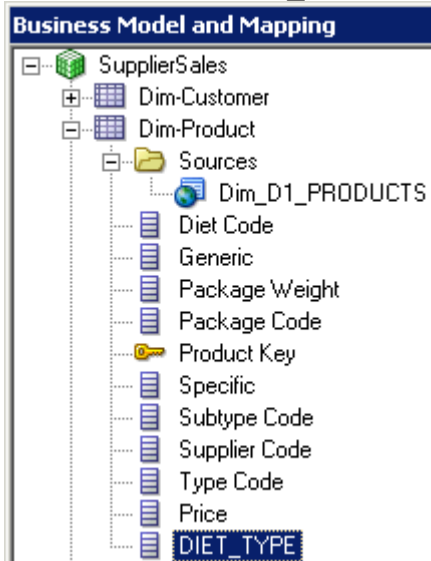 Business Model and Mapping
SupplierSales
Dim-Customer
Dim-Product
Sources
Dim_D1_PRODUCTS
Diet Code
Generic
Package Weight
Package Code
Product Key
Specific
Subtype Code
Supplier Code
Type Code
Price
DIET_TYPE